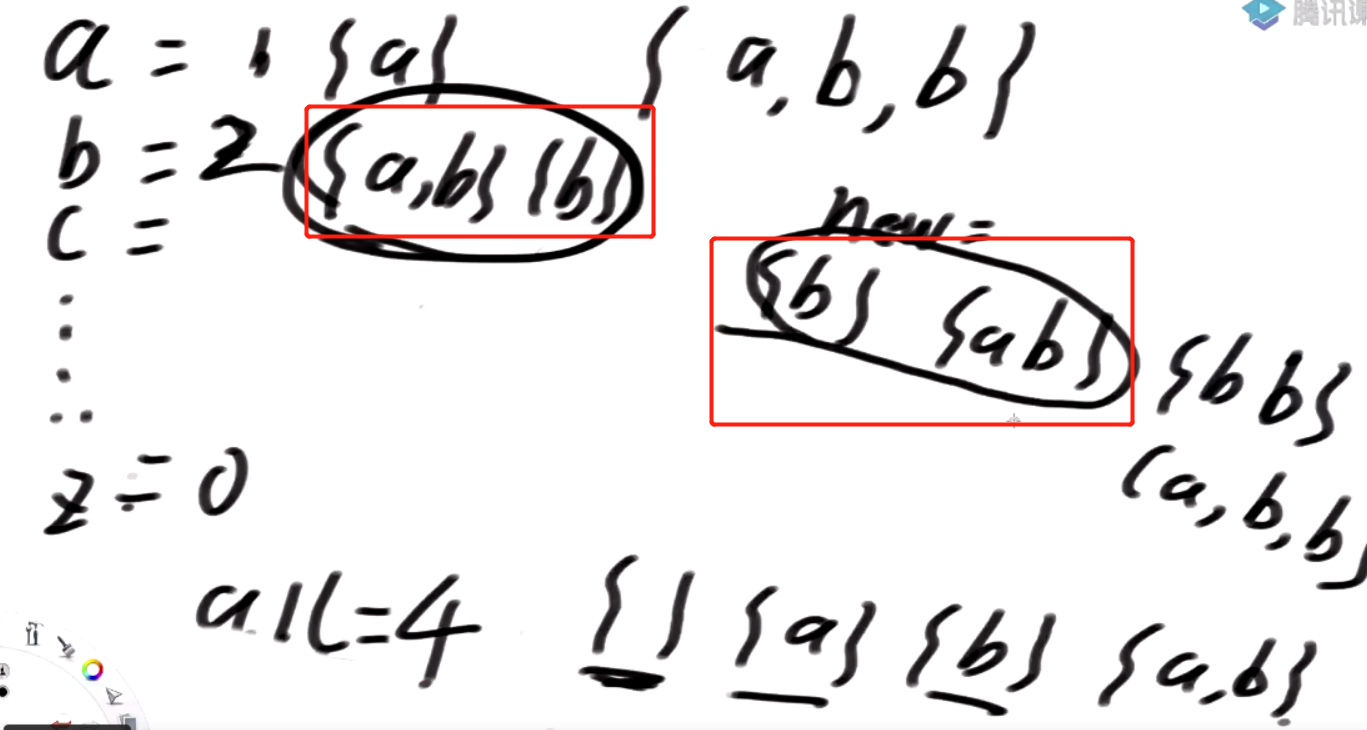 a = 1 {a} { a, b, b}
b = 2 {a,b} {b}
c =
new =
{b} {ab} {bb}
(a, b, b}
z = 0
all=4 { } {a} {b} {a,b}
腾讯课